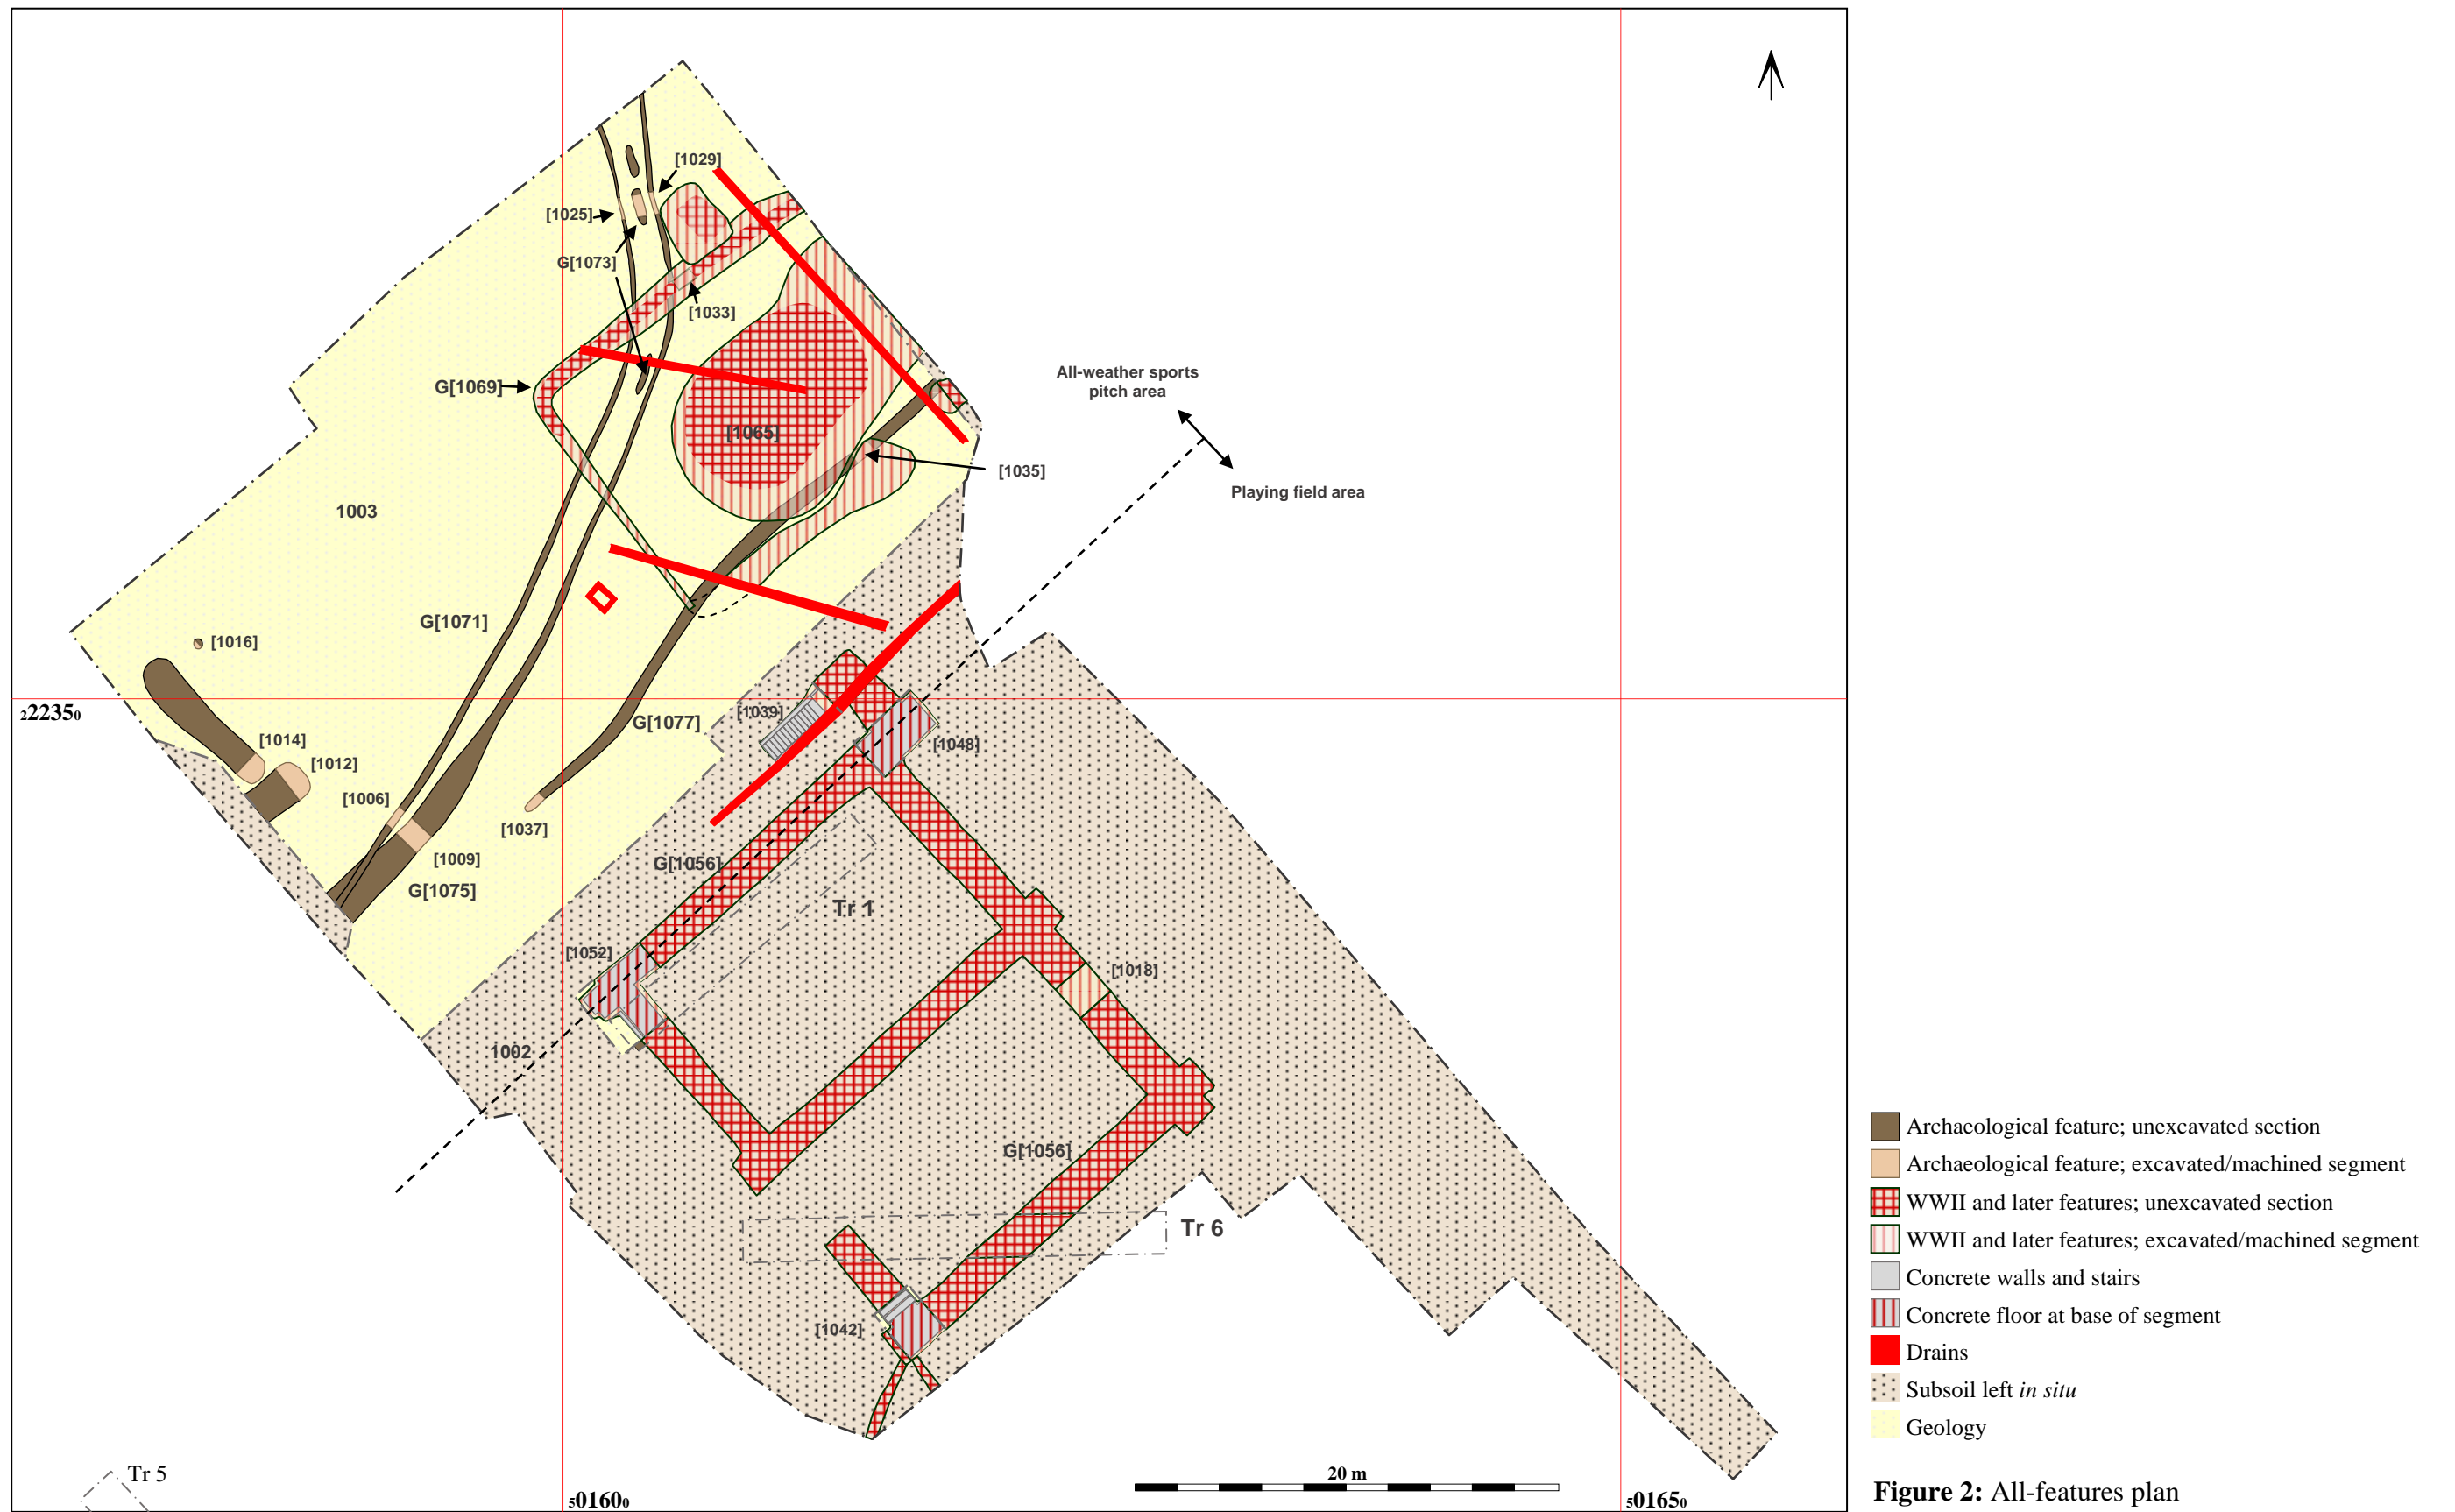 [1029]
[1025]
G[1073]
[1033]
G[1069]
[1065]
All-weather sports
pitch area
[1035]
Playing field area
1003
G[1071]
[1016]
222350
[1039]
G[1077]
[1048]
[1014]
[1012]
[1006]
[1037]
[1009]
G[1056]
G[1075]
Tr 1
[1052]
[1018]
1002
G[1056]
Tr 6
[1042]
Tr 5
20 m
501600
501650
Archaeological feature; unexcavated section
Archaeological feature; excavated/machined segment
WWII and later features; unexcavated section
WWII and later features; excavated/machined segment
Concrete walls and stairs
Concrete floor at base of segment
Drains
Subsoil left in situ
Geology
Figure 2: All-features plan